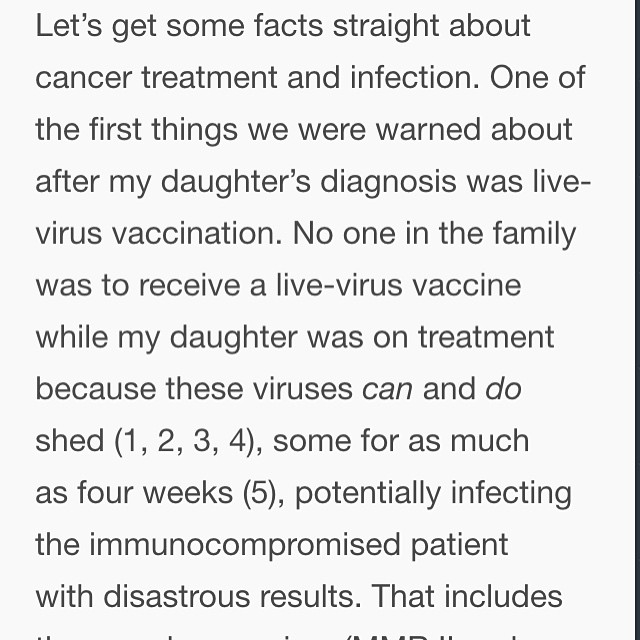 Let’s get some facts straight about
cancer treatment and infection. One of
the first things we were warned about
after my daughter’s diagnosis was live-
virus vaccination. No one in the family
was to receive a live-virus vaccine
while my daughter was on treatment
because these viruses can and do
shed (1, 2, 3, 4), some for as much
as four weeks (5), potentially infecting
the immunocompromised patient
with disastrous results. That includes